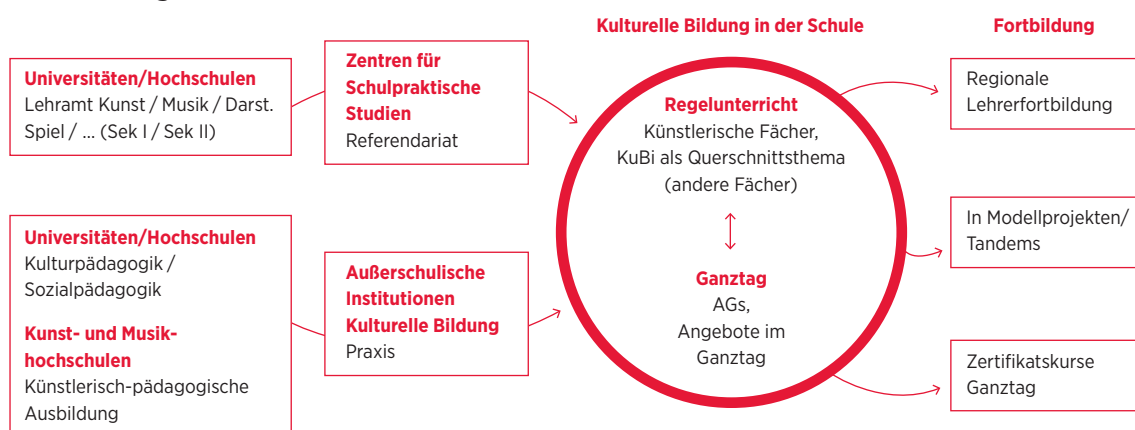 Universitäten/Hochschulen
Lehramt Kunst / Musik / Darst.
Spiel / ... (Sek I / Sek II)
Universitäten/Hochschulen
Kulturpädagogik /
Sozialpädagogik
Kunst- und Musik-
hochschulen
Künstlerisch-pädagogische
Ausbildung
Zentren für
Schulpraktische
Studien
Referendariat
Außerschulische
Institutionen
Kulturelle Bildung
Praxis
Kulturelle Bildung in der Schule
Regelunterricht
Künstlerische Fächer,
KuBi als Querschnittsthema
(andere Fächer)
Ganztag
AGs,
Angebote im
Ganztag
Fortbildung
Regionale
Lehrerfortbildung
In Modellprojekten/
Tandems
Zertifikatskurse
Ganztag